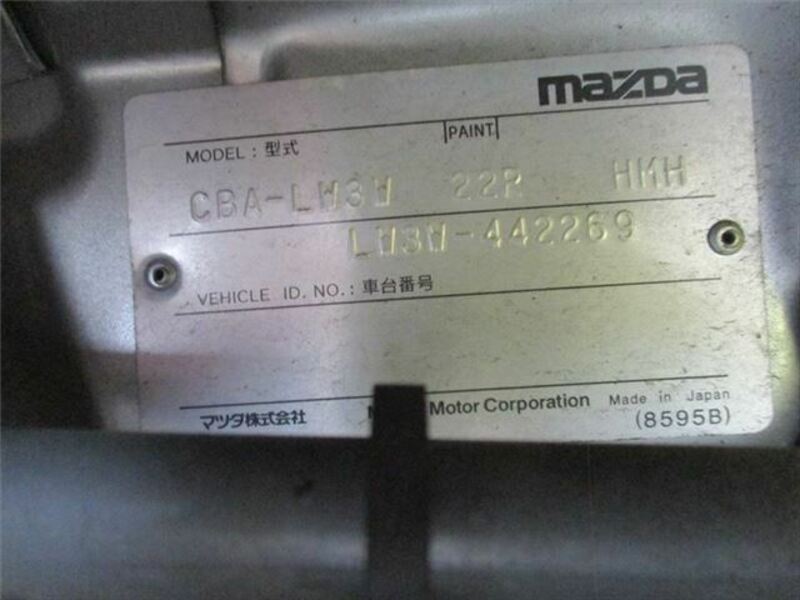 mazda
MODEL : 型式 PAINT
CBA-LW3W 22R HMH
LW3W-442269
VEHICLE ID. NO. : 車台番号
マツダ株式会社 Motor Corporation Made in Japan
(8595B)